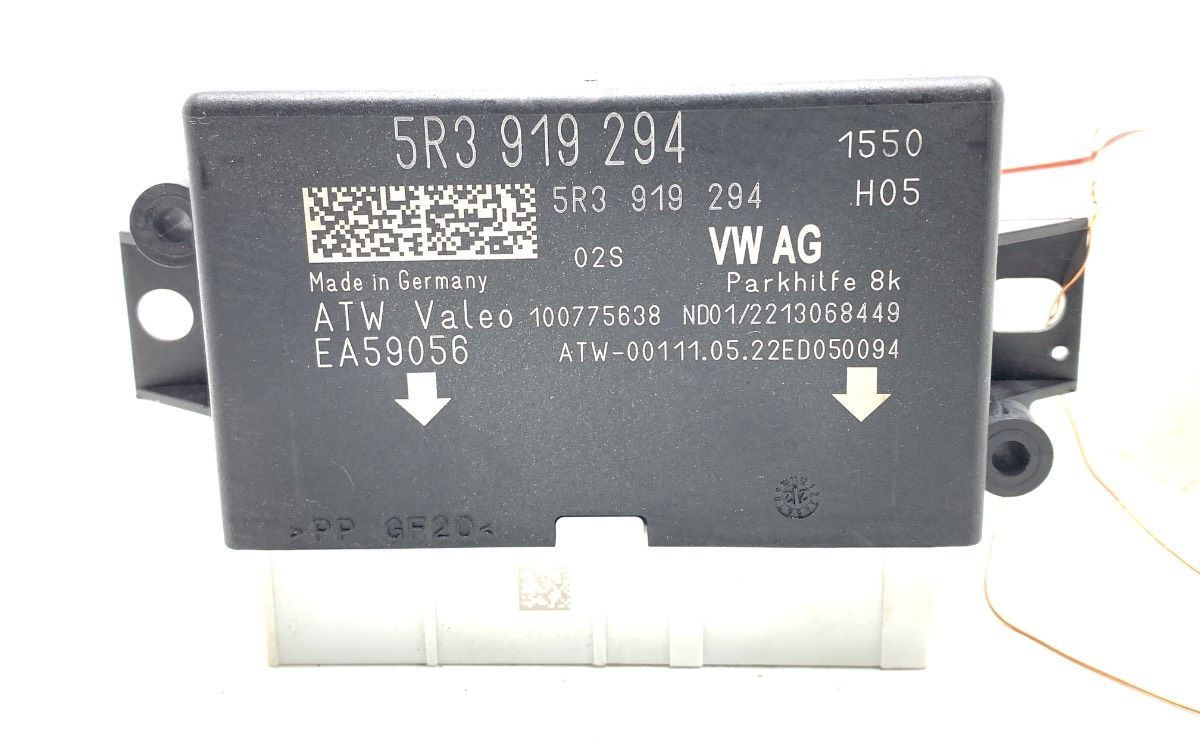 5R3 919 294
1550
5R3 919 294
H05
02S
VW AG
Made in Germany
Parkhilfe 8k
ATW Valeo 100775638 ND01/2213068449
EA59056
ATW-00111.05.22ED050094
>PP GF20<